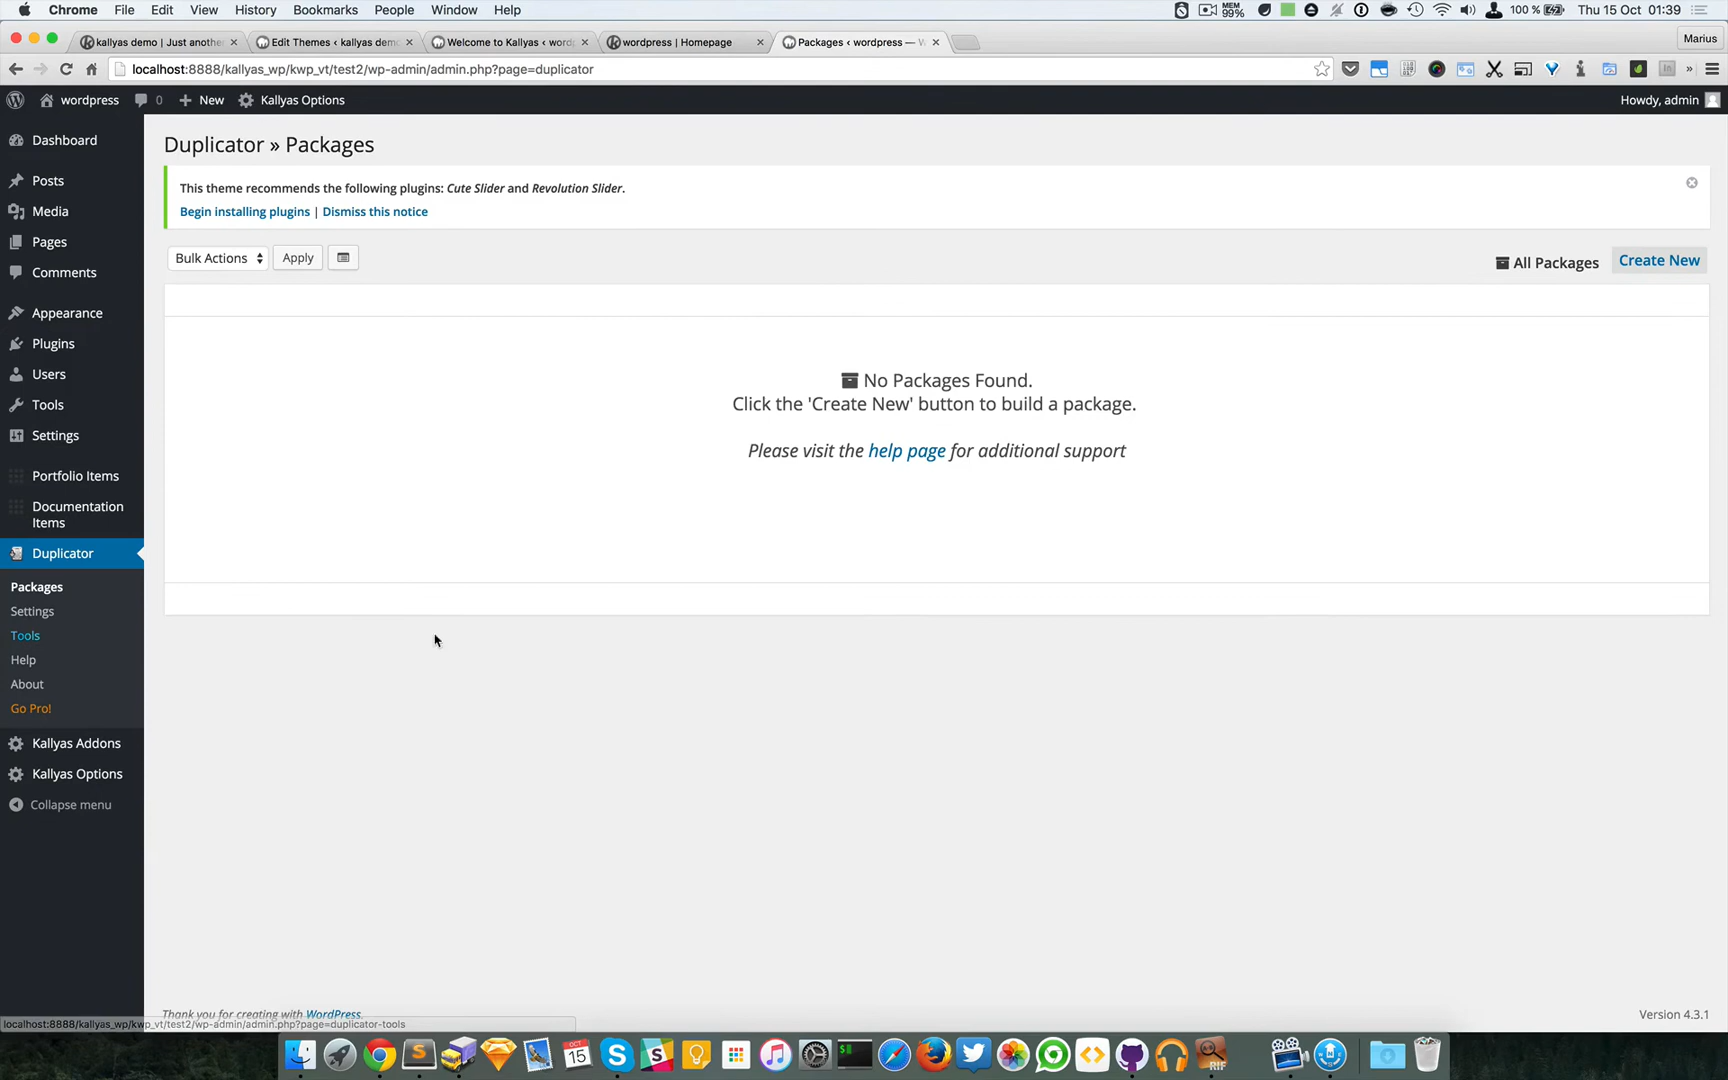 Chrome File Edit View History Bookmarks People Window Help
MEM 99% 100 % Thu 15 Oct 01:39
kallyas demo | Just anothe
Edit Themes ‹ kallyas demo
Welcome to Kallyas ‹ word
wordpress | Homepage
Packages ‹ wordpress — W
Marius
localhost:8888/kallyas_wp/kwp_vt/test2/wp-admin/admin.php?page=duplicator
wordpress 0 New Kallyas Options
Howdy, admin
Dashboard
Posts
Media
Pages
Comments
Appearance
Plugins
Users
Tools
Settings
Portfolio Items
Documentation
Items
Duplicator
Packages
Settings
Tools
Help
About
Go Pro!
Kallyas Addons
Kallyas Options
Collapse menu
Duplicator » Packages
This theme recommends the following plugins: Cute Slider and Revolution Slider.
Begin installing plugins | Dismiss this notice
Bulk Actions Apply
All Packages Create New
No Packages Found.
Click the 'Create New' button to build a package.
Please visit the help page for additional support
Thank you for creating with WordPress.
Version 4.3.1
localhost:8888/kallyas_wp/kwp_vt/test2/wp-admin/admin.php?page=duplicator-tools
OCT
15
RIF